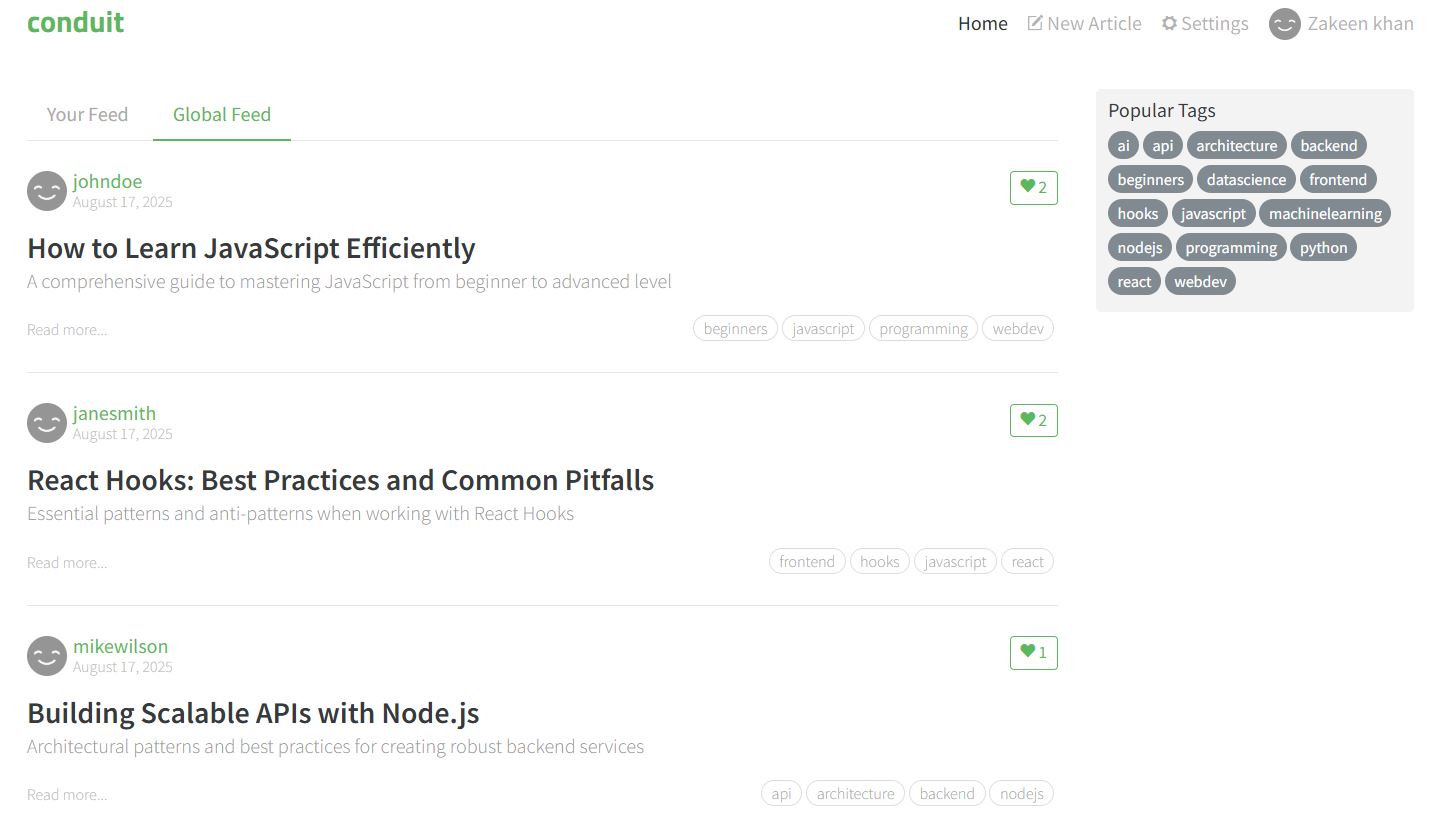 conduit
Home New Article Settings Zakeen khan
Your Feed Global Feed
johndoe
August 17, 2025
2
How to Learn JavaScript Efficiently
A comprehensive guide to mastering JavaScript from beginner to advanced level
Read more...
beginners javascript programming webdev
janesmith
August 17, 2025
2
React Hooks: Best Practices and Common Pitfalls
Essential patterns and anti-patterns when working with React Hooks
Read more...
frontend hooks javascript react
mikewilson
August 17, 2025
1
Building Scalable APIs with Node.js
Architectural patterns and best practices for creating robust backend services
Read more...
api architecture backend nodejs
Popular Tags
ai api architecture backend
beginners datascience frontend
hooks javascript machinelearning
nodejs programming python
react webdev